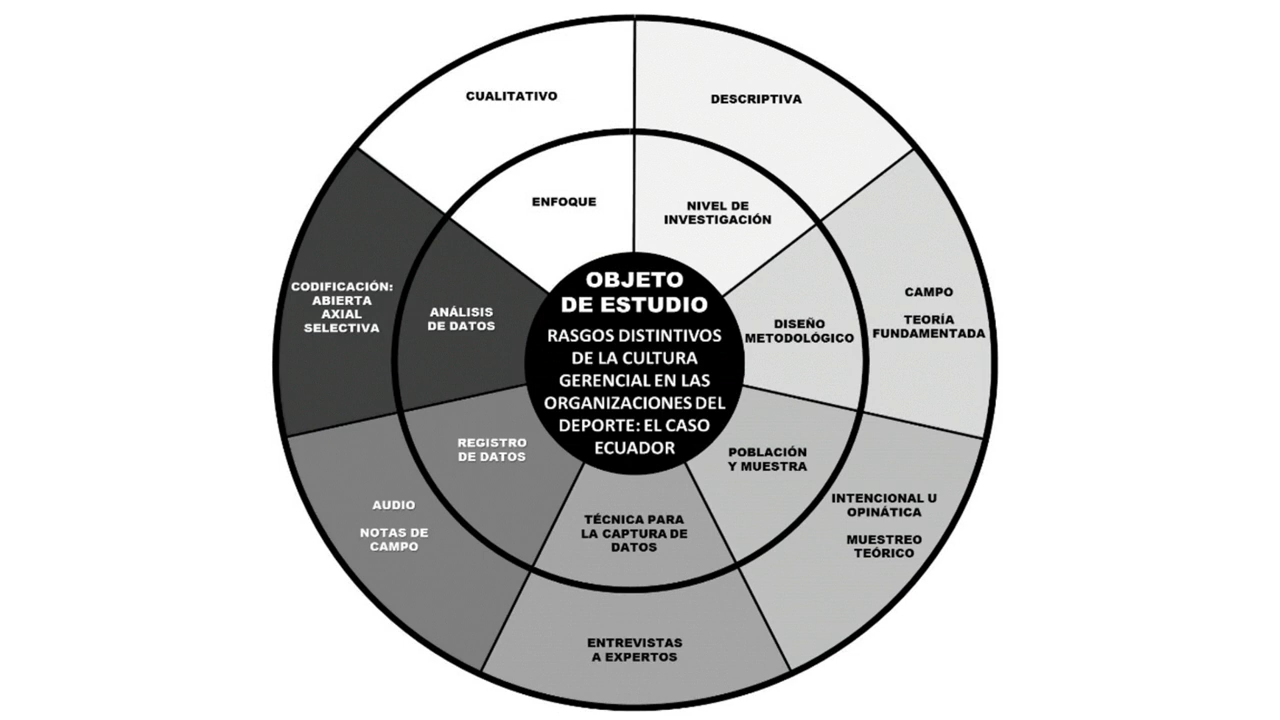 CUALITATIVO
DESCRIPTIVA
ENFOQUE
NIVEL DE
INVESTIGACIÓN
CODIFICACIÓN:
ABIERTA
AXIAL
SELECTIVA
ANÁLISIS
DE DATOS
OBJETO
DE ESTUDIO
RASGOS DISTINTIVOS
DE LA CULTURA
GERENCIAL EN LAS
ORGANIZACIONES DEL
DEPORTE: EL CASO
ECUADOR
DISEÑO
METODOLÓGICO
CAMPO
TEORÍA
FUNDAMENTADA
REGISTRO
DE DATOS
POBLACIÓN
Y MUESTRA
AUDIO
NOTAS DE
CAMPO
TÉCNICA PARA
LA CAPTURA DE
DATOS
INTENCIONAL U
OPINÁTICA
MUESTREO
TEÓRICO
ENTREVISTAS
A EXPERTOS